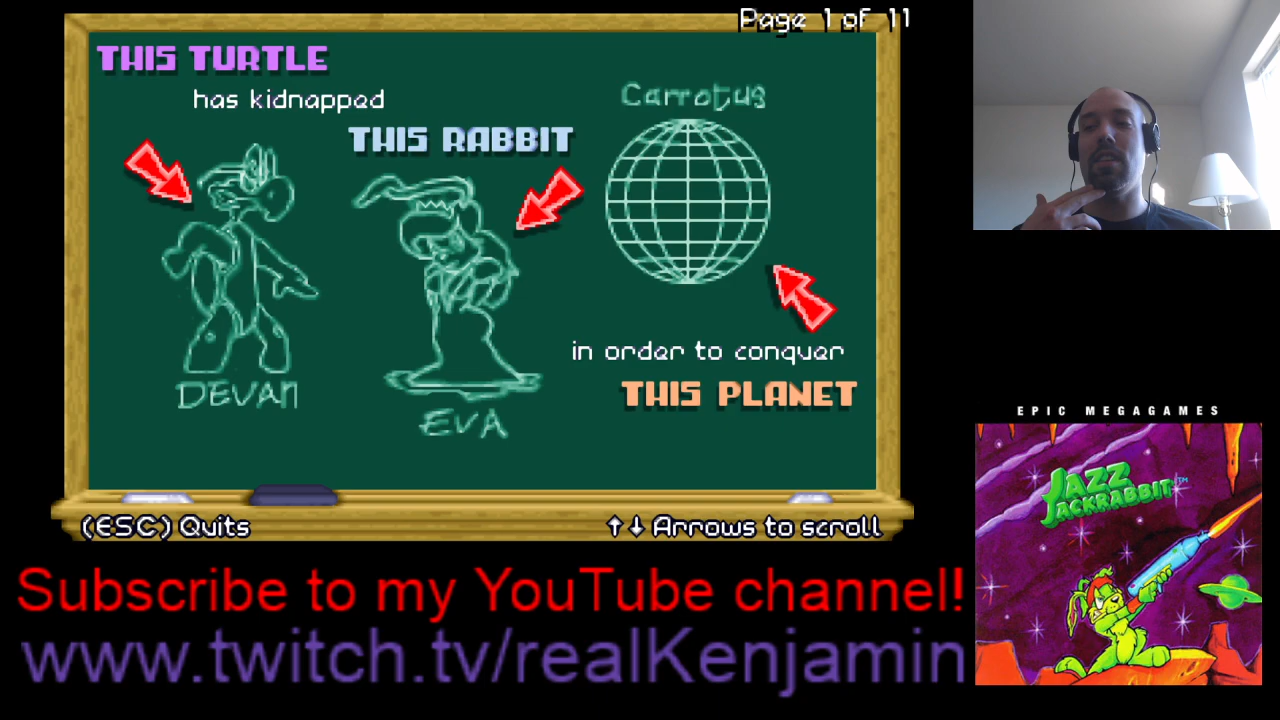 Page 1 of 11
THIS TURTLE
has kidnapped
THIS RABBIT
Carrotus
DEVAN
EVA
in order to conquer
THIS PLANET
(ESC) Quits
↑↓ Arrows to scroll
EPIC MEGAGAMES
JAZZ
JACKRABBIT™
Subscribe to my YouTube channel!
www.twitch.tv/realKenjamin